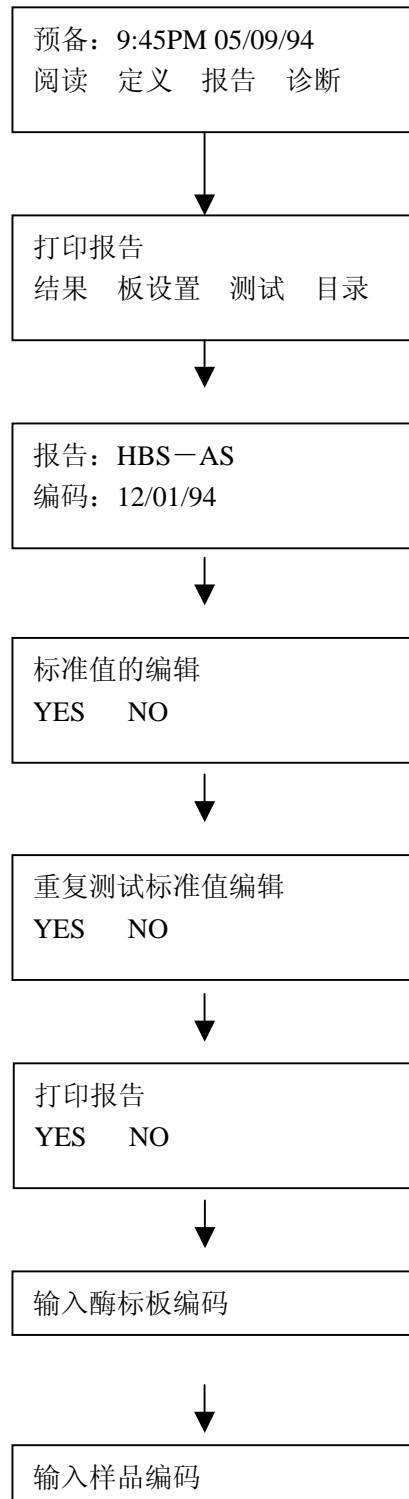 预备：9:45PM 05/09/94
阅读 定义 报告 诊断
打印报告
结果 板设置 测试 目录
报告：HBS－AS
编码：12/01/94
标准值的编辑
YES NO
重复测试标准值编辑
YES NO
打印报告
YES NO
输入酶标板编码
输入样品编码